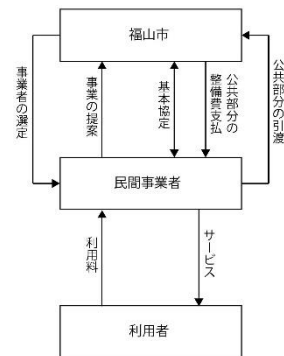 福山市
事業者の選定
事業の提案
基本協定
公共部分の
整備費支払
公共部分の引渡
民間事業者
利用料
サービス
利用者